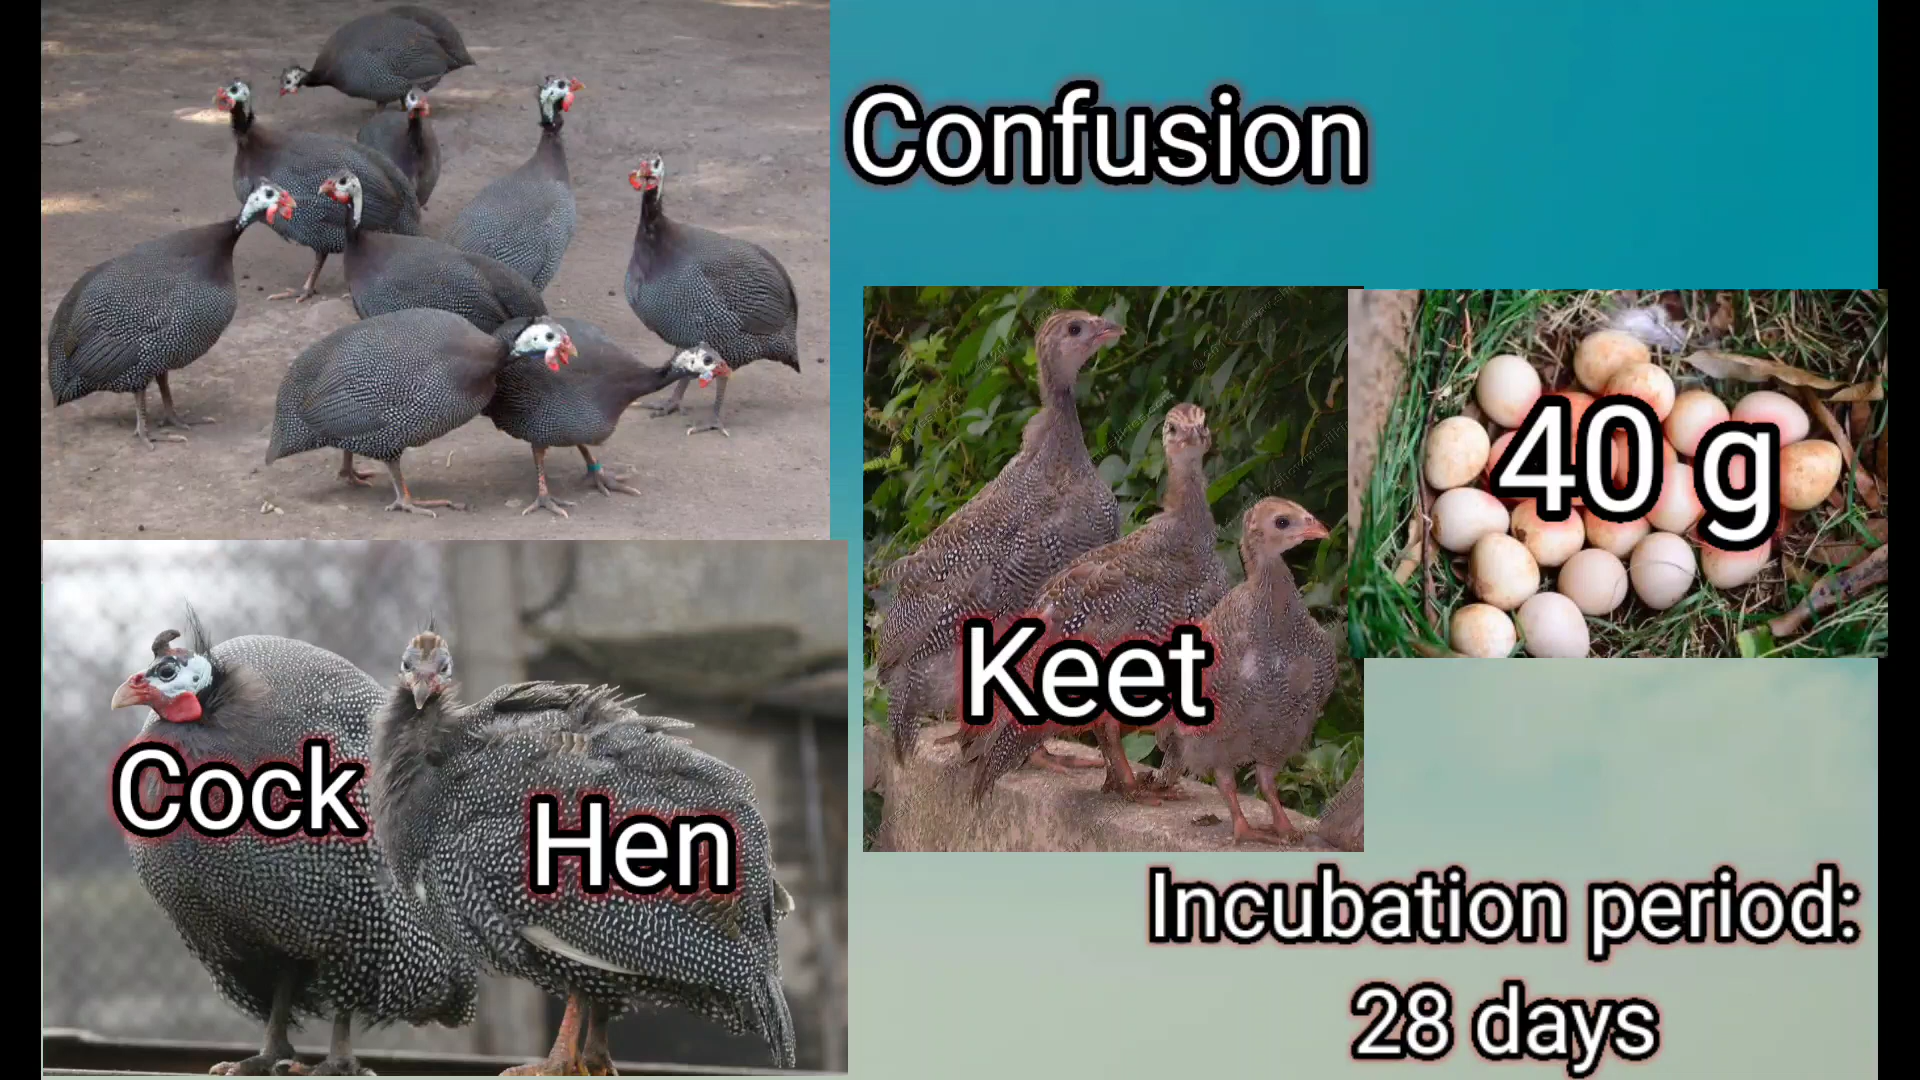 Confusion
40 g
Keet
Cock
Hen
Incubation period:
28 days